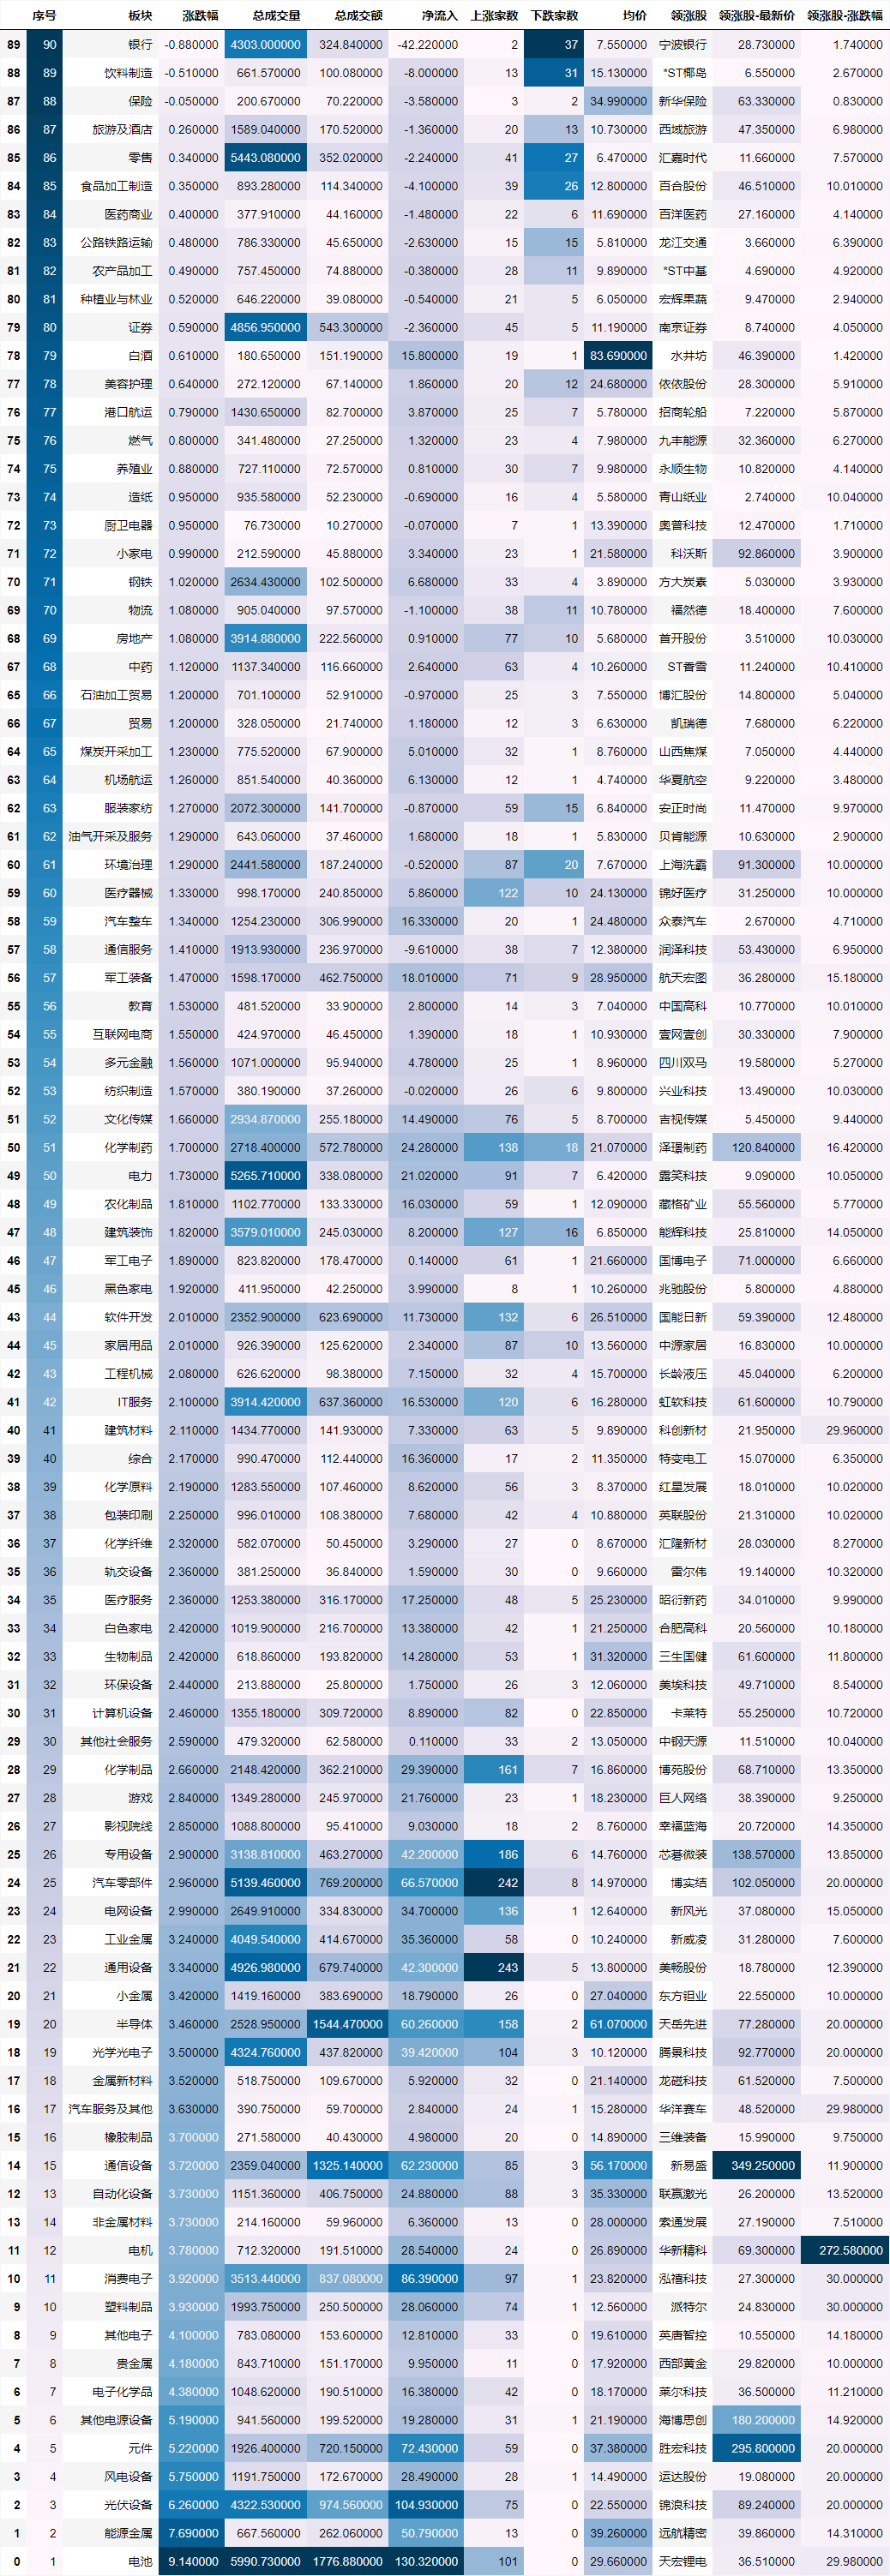 序号 板块 涨跌幅 总成交量 总成交额 净流入 上涨家数 下跌家数 均价 领涨股 领涨股-最新价 领涨股-涨跌幅
89 90 银行 -0.880000 4303.000000 324.840000 -42.220000 2 37 7.550000 宁波银行 28.730000 1.740000
88 89 饮料制造 -0.510000 661.570000 100.080000 -8.000000 13 31 15.130000 *ST椰岛 6.550000 2.670000
87 88 保险 -0.050000 200.670000 70.220000 -3.580000 3 2 34.990000 新华保险 63.330000 0.830000
86 87 旅游及酒店 0.260000 1589.040000 170.520000 -1.360000 20 13 10.730000 西域旅游 47.350000 6.980000
85 86 零售 0.340000 5443.080000 352.020000 -2.240000 41 27 6.470000 汇嘉时代 11.660000 7.570000
84 85 食品加工制造 0.350000 893.280000 114.340000 -4.100000 39 26 12.800000 百合股份 46.510000 10.010000
83 84 医药商业 0.400000 377.910000 44.160000 -1.480000 22 6 11.690000 百洋医药 27.160000 4.140000
82 83 公路铁路运输 0.480000 786.330000 45.650000 -2.630000 15 15 5.810000 龙江交通 3.660000 6.390000
81 82 农产品加工 0.490000 757.450000 74.880000 -0.380000 28 11 9.890000 *ST中基 4.690000 4.920000
80 81 种植业与林业 0.520000 646.220000 39.080000 -0.540000 21 5 6.050000 宏辉果蔬 9.470000 2.940000
79 80 证券 0.590000 4856.950000 543.300000 -2.360000 45 5 11.190000 南京证券 8.740000 4.050000
78 79 白酒 0.610000 180.650000 151.190000 15.800000 19 1 83.690000 水井坊 46.390000 1.420000
77 78 美容护理 0.640000 272.120000 67.140000 1.860000 20 12 24.680000 依依股份 28.300000 5.910000
76 77 港口航运 0.790000 1430.650000 82.700000 3.870000 25 7 5.780000 招商轮船 7.220000 5.870000
75 76 燃气 0.800000 341.480000 27.250000 1.320000 23 4 7.980000 九丰能源 32.360000 6.270000
74 75 养殖业 0.880000 727.110000 72.570000 0.810000 30 7 9.980000 永顺生物 10.820000 4.140000
73 74 造纸 0.950000 935.580000 52.230000 -0.690000 16 4 5.580000 青山纸业 2.740000 10.040000
72 73 厨卫电器 0.950000 76.730000 10.270000 -0.070000 7 1 13.390000 奥普科技 12.470000 1.710000
71 72 小家电 0.990000 212.590000 45.880000 3.340000 23 1 21.580000 科沃斯 92.860000 3.900000
70 71 钢铁 1.020000 2634.430000 102.500000 6.680000 33 4 3.890000 方大炭素 5.030000 3.930000
69 70 物流 1.080000 905.040000 97.570000 -1.100000 38 11 10.780000 福然德 18.400000 7.600000
68 69 房地产 1.080000 3914.880000 222.560000 0.910000 77 10 5.680000 首开股份 3.510000 10.030000
67 68 中药 1.120000 1137.340000 116.660000 2.640000 63 4 10.260000 ST香雪 11.240000 10.410000
65 66 石油加工贸易 1.200000 701.100000 52.910000 -0.970000 25 3 7.550000 博汇股份 14.800000 5.040000
66 67 贸易 1.200000 328.050000 21.740000 1.180000 12 3 6.630000 凯瑞德 7.680000 6.220000
64 65 煤炭开采加工 1.230000 775.520000 67.900000 5.010000 32 1 8.760000 山西焦煤 7.050000 4.440000
63 64 机场航运 1.260000 851.540000 40.360000 6.130000 12 1 4.740000 华夏航空 9.220000 3.480000
62 63 服装家纺 1.270000 2072.300000 141.700000 -0.870000 59 15 6.840000 安正时尚 11.470000 9.970000
61 62 油气开采及服务 1.290000 643.060000 37.460000 1.680000 18 1 5.830000 贝肯能源 10.630000 2.900000
60 61 环境治理 1.290000 2441.580000 187.240000 -0.520000 87 20 7.670000 上海洗霸 91.300000 10.000000
59 60 医疗器械 1.330000 998.170000 240.850000 5.860000 122 10 24.130000 锦好医疗 31.250000 10.000000
58 59 汽车整车 1.340000 1254.230000 306.990000 16.330000 20 1 24.480000 众泰汽车 2.670000 4.710000
57 58 通信服务 1.410000 1913.930000 236.970000 -9.610000 38 7 12.380000 润泽科技 53.430000 6.950000
56 57 军工装备 1.470000 1598.170000 462.750000 18.010000 71 9 28.950000 航天宏图 36.280000 15.180000
55 56 教育 1.530000 481.520000 33.900000 2.800000 14 3 7.040000 中国高科 10.770000 10.010000
54 55 互联网电商 1.550000 424.970000 46.450000 1.390000 18 1 10.930000 壹网壹创 30.330000 7.900000
53 54 多元金融 1.560000 1071.000000 95.940000 4.780000 25 1 8.960000 四川双马 19.580000 5.270000
52 53 纺织制造 1.570000 380.190000 37.260000 -0.020000 26 6 9.800000 兴业科技 13.490000 10.030000
51 52 文化传媒 1.660000 2934.870000 255.180000 14.490000 76 5 8.700000 吉视传媒 5.450000 9.440000
50 51 化学制药 1.700000 2718.400000 572.780000 24.280000 138 18 21.070000 泽璟制药 120.840000 16.420000
49 50 电力 1.730000 5265.710000 338.080000 21.020000 91 7 6.420000 露笑科技 9.090000 10.050000
48 49 农化制品 1.810000 1102.770000 133.330000 16.030000 59 1 12.090000 藏格矿业 55.560000 5.770000
47 48 建筑装饰 1.820000 3579.010000 245.030000 8.200000 127 16 6.850000 能辉科技 25.810000 14.050000
46 47 军工电子 1.890000 823.820000 178.470000 0.140000 61 1 21.660000 国博电子 71.000000 6.660000
45 46 黑色家电 1.920000 411.950000 42.250000 3.990000 8 1 10.260000 兆驰股份 5.800000 4.880000
43 44 软件开发 2.010000 2352.900000 623.690000 11.730000 132 6 26.510000 国能日新 59.390000 12.480000
44 45 家居用品 2.010000 926.390000 125.620000 2.340000 87 10 13.560000 中源家居 16.830000 10.000000
42 43 工程机械 2.080000 626.620000 98.380000 7.150000 32 4 15.700000 长龄液压 45.040000 6.200000
41 42 IT服务 2.100000 3914.420000 637.360000 16.530000 120 6 16.280000 虹软科技 61.600000 10.790000
40 41 建筑材料 2.110000 1434.770000 141.930000 7.330000 63 5 9.890000 科创新材 21.950000 29.960000
39 40 综合 2.170000 990.470000 112.440000 16.360000 17 2 11.350000 特变电工 15.070000 6.350000
38 39 化学原料 2.190000 1283.550000 107.460000 8.620000 56 3 8.370000 红星发展 18.010000 10.020000
37 38 包装印刷 2.250000 996.010000 108.380000 7.680000 42 4 10.880000 英联股份 21.310000 10.020000
36 37 化学纤维 2.320000 582.070000 50.450000 3.290000 27 0 8.670000 汇隆新材 28.030000 8.270000
35 36 轨交设备 2.360000 381.250000 36.840000 1.590000 30 0 9.660000 雷尔伟 19.140000 10.320000
34 35 医疗服务 2.360000 1253.380000 316.170000 17.250000 48 5 25.230000 昭衍新药 34.010000 9.990000
33 34 白色家电 2.420000 1019.900000 216.700000 13.380000 42 1 21.250000 合肥高科 20.560000 10.180000
32 33 生物制品 2.420000 618.860000 193.820000 14.280000 53 1 31.320000 三生国健 61.600000 11.800000
31 32 环保设备 2.440000 213.880000 25.800000 1.750000 26 3 12.060000 美埃科技 49.710000 8.540000
30 31 计算机设备 2.460000 1355.180000 309.720000 8.890000 82 0 22.850000 卡莱特 55.250000 10.720000
29 30 其他社会服务 2.590000 479.320000 62.580000 0.110000 33 2 13.050000 中钢天源 11.510000 10.040000
28 29 化学制品 2.660000 2148.420000 362.210000 29.390000 161 7 16.860000 博苑股份 68.710000 13.350000
27 28 游戏 2.840000 1349.280000 245.970000 21.760000 23 1 18.230000 巨人网络 38.390000 9.250000
26 27 影视院线 2.850000 1088.800000 95.410000 9.030000 18 2 8.760000 幸福蓝海 20.720000 14.350000
25 26 专用设备 2.900000 3138.810000 463.270000 42.200000 186 6 14.760000 芯碁微装 138.570000 13.850000
24 25 汽车零部件 2.960000 5139.460000 769.200000 66.570000 242 8 14.970000 博实结 102.050000 20.000000
23 24 电网设备 2.990000 2649.910000 334.830000 34.700000 136 1 12.640000 新风光 37.080000 15.050000
22 23 工业金属 3.240000 4049.540000 414.670000 35.360000 58 0 10.240000 新威凌 31.280000 7.600000
21 22 通用设备 3.340000 4926.980000 679.740000 42.300000 243 5 13.800000 美畅股份 18.780000 12.390000
20 21 小金属 3.420000 1419.160000 383.690000 18.790000 26 0 27.040000 东方钽业 22.550000 10.000000
19 20 半导体 3.460000 2528.950000 1544.470000 60.260000 158 2 61.070000 天岳先进 77.280000 20.000000
18 19 光学光电子 3.500000 4324.760000 437.820000 39.420000 104 3 10.120000 腾景科技 92.770000 20.000000
17 18 金属新材料 3.520000 518.750000 109.670000 5.920000 32 0 21.140000 龙磁科技 61.520000 7.500000
16 17 汽车服务及其他 3.630000 390.750000 59.700000 2.840000 24 1 15.280000 华洋赛车 48.520000 29.980000
15 16 橡胶制品 3.700000 271.580000 40.430000 4.980000 20 0 14.890000 三维装备 15.990000 9.750000
14 15 通信设备 3.720000 2359.040000 1325.140000 62.230000 85 3 56.170000 新易盛 349.250000 11.900000
12 13 自动化设备 3.730000 1151.360000 406.750000 24.880000 88 3 35.330000 联赢激光 26.200000 13.520000
13 14 非金属材料 3.730000 214.160000 59.960000 6.360000 13 0 28.000000 索通发展 27.190000 7.510000
11 12 电机 3.780000 712.320000 191.510000 28.540000 24 0 26.890000 华新精科 69.300000 272.580000
10 11 消费电子 3.920000 3513.440000 837.080000 86.390000 97 1 23.820000 泓禧科技 27.300000 30.000000
9 10 塑料制品 3.930000 1993.750000 250.500000 28.060000 74 1 12.560000 派特尔 24.830000 30.000000
8 9 其他电子 4.100000 783.080000 153.600000 12.810000 33 0 19.610000 英唐智控 10.550000 14.180000
7 8 贵金属 4.180000 843.710000 151.170000 9.950000 11 0 17.920000 西部黄金 29.820000 10.000000
6 7 电子化学品 4.380000 1048.620000 190.510000 16.380000 42 0 18.170000 莱尔科技 36.500000 11.210000
5 6 其他电源设备 5.190000 941.560000 199.520000 19.280000 31 1 21.190000 海博思创 180.200000 14.920000
4 5 元件 5.220000 1926.400000 720.150000 72.430000 59 0 37.380000 胜宏科技 295.800000 20.000000
3 4 风电设备 5.750000 1191.750000 172.670000 28.490000 28 1 14.490000 运达股份 19.080000 20.000000
2 3 光伏设备 6.260000 4322.530000 974.560000 104.930000 75 0 22.550000 锦浪科技 89.240000 20.000000
1 2 能源金属 7.690000 667.560000 262.060000 50.790000 13 0 39.260000 远航精密 39.860000 14.310000
0 1 电池 9.140000 5990.730000 1776.880000 130.320000 101 0 29.660000 天宏锂电 36.510000 29.980000